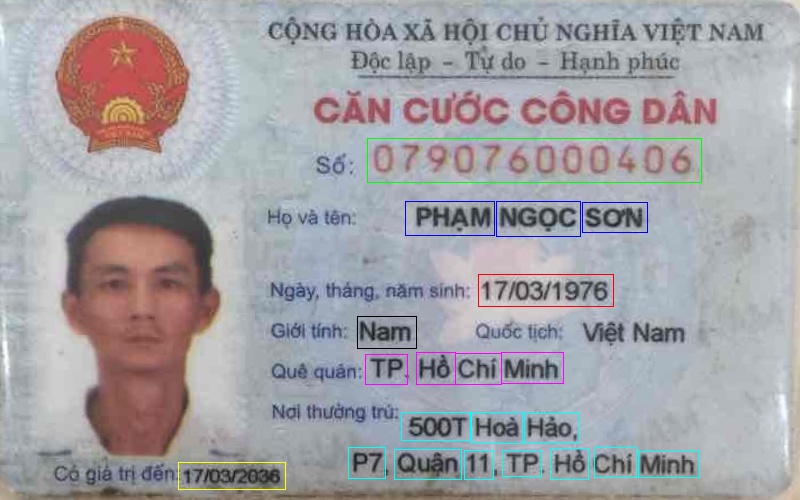 CỘNG HÒA XÃ HỘI CHỦ NGHĨA VIỆT NAM
Độc lập - Tự do - Hạnh phúc
CĂN CƯỚC CÔNG DÂN
Số: 079076000406
Họ và tên: PHẠM NGỌC SƠN
Ngày, tháng, năm sinh: 17/03/1976
Giới tính: Nam Quốc tịch: Việt Nam
Quê quán: TP. Hồ Chí Minh
Nơi thường trú: 500T Hoà Hảo,
P7, Quận 11, TP. Hồ Chí Minh
Có giá trị đến: 17/03/2036